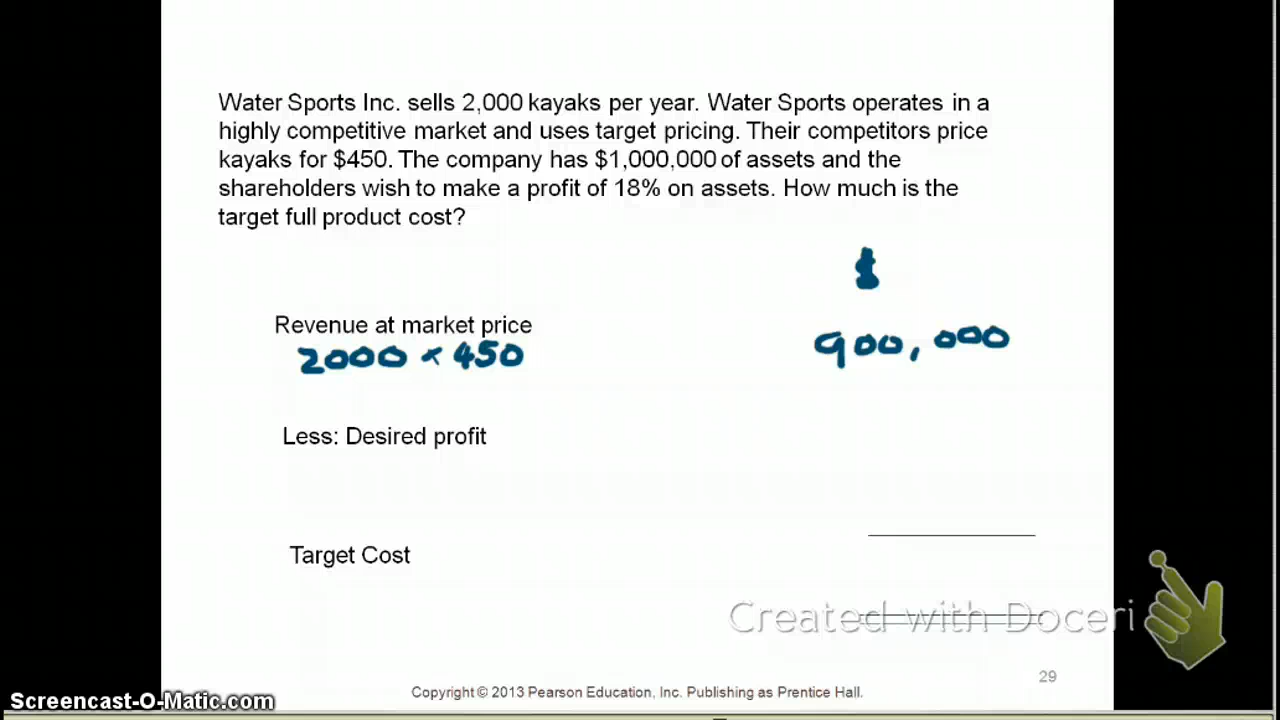 Water Sports Inc. sells 2,000 kayaks per year. Water Sports operates in a
highly competitive market and uses target pricing. Their competitors price
kayaks for $450. The company has $1,000,000 of assets and the
shareholders wish to make a profit of 18% on assets. How much is the
target full product cost?
$
Revenue at market price
2000 × 450
900,000
Less: Desired profit
Target Cost
Created with Doceri
29
Copyright © 2013 Pearson Education, Inc. Publishing as Prentice Hall.
Screencast-O-Matic.com